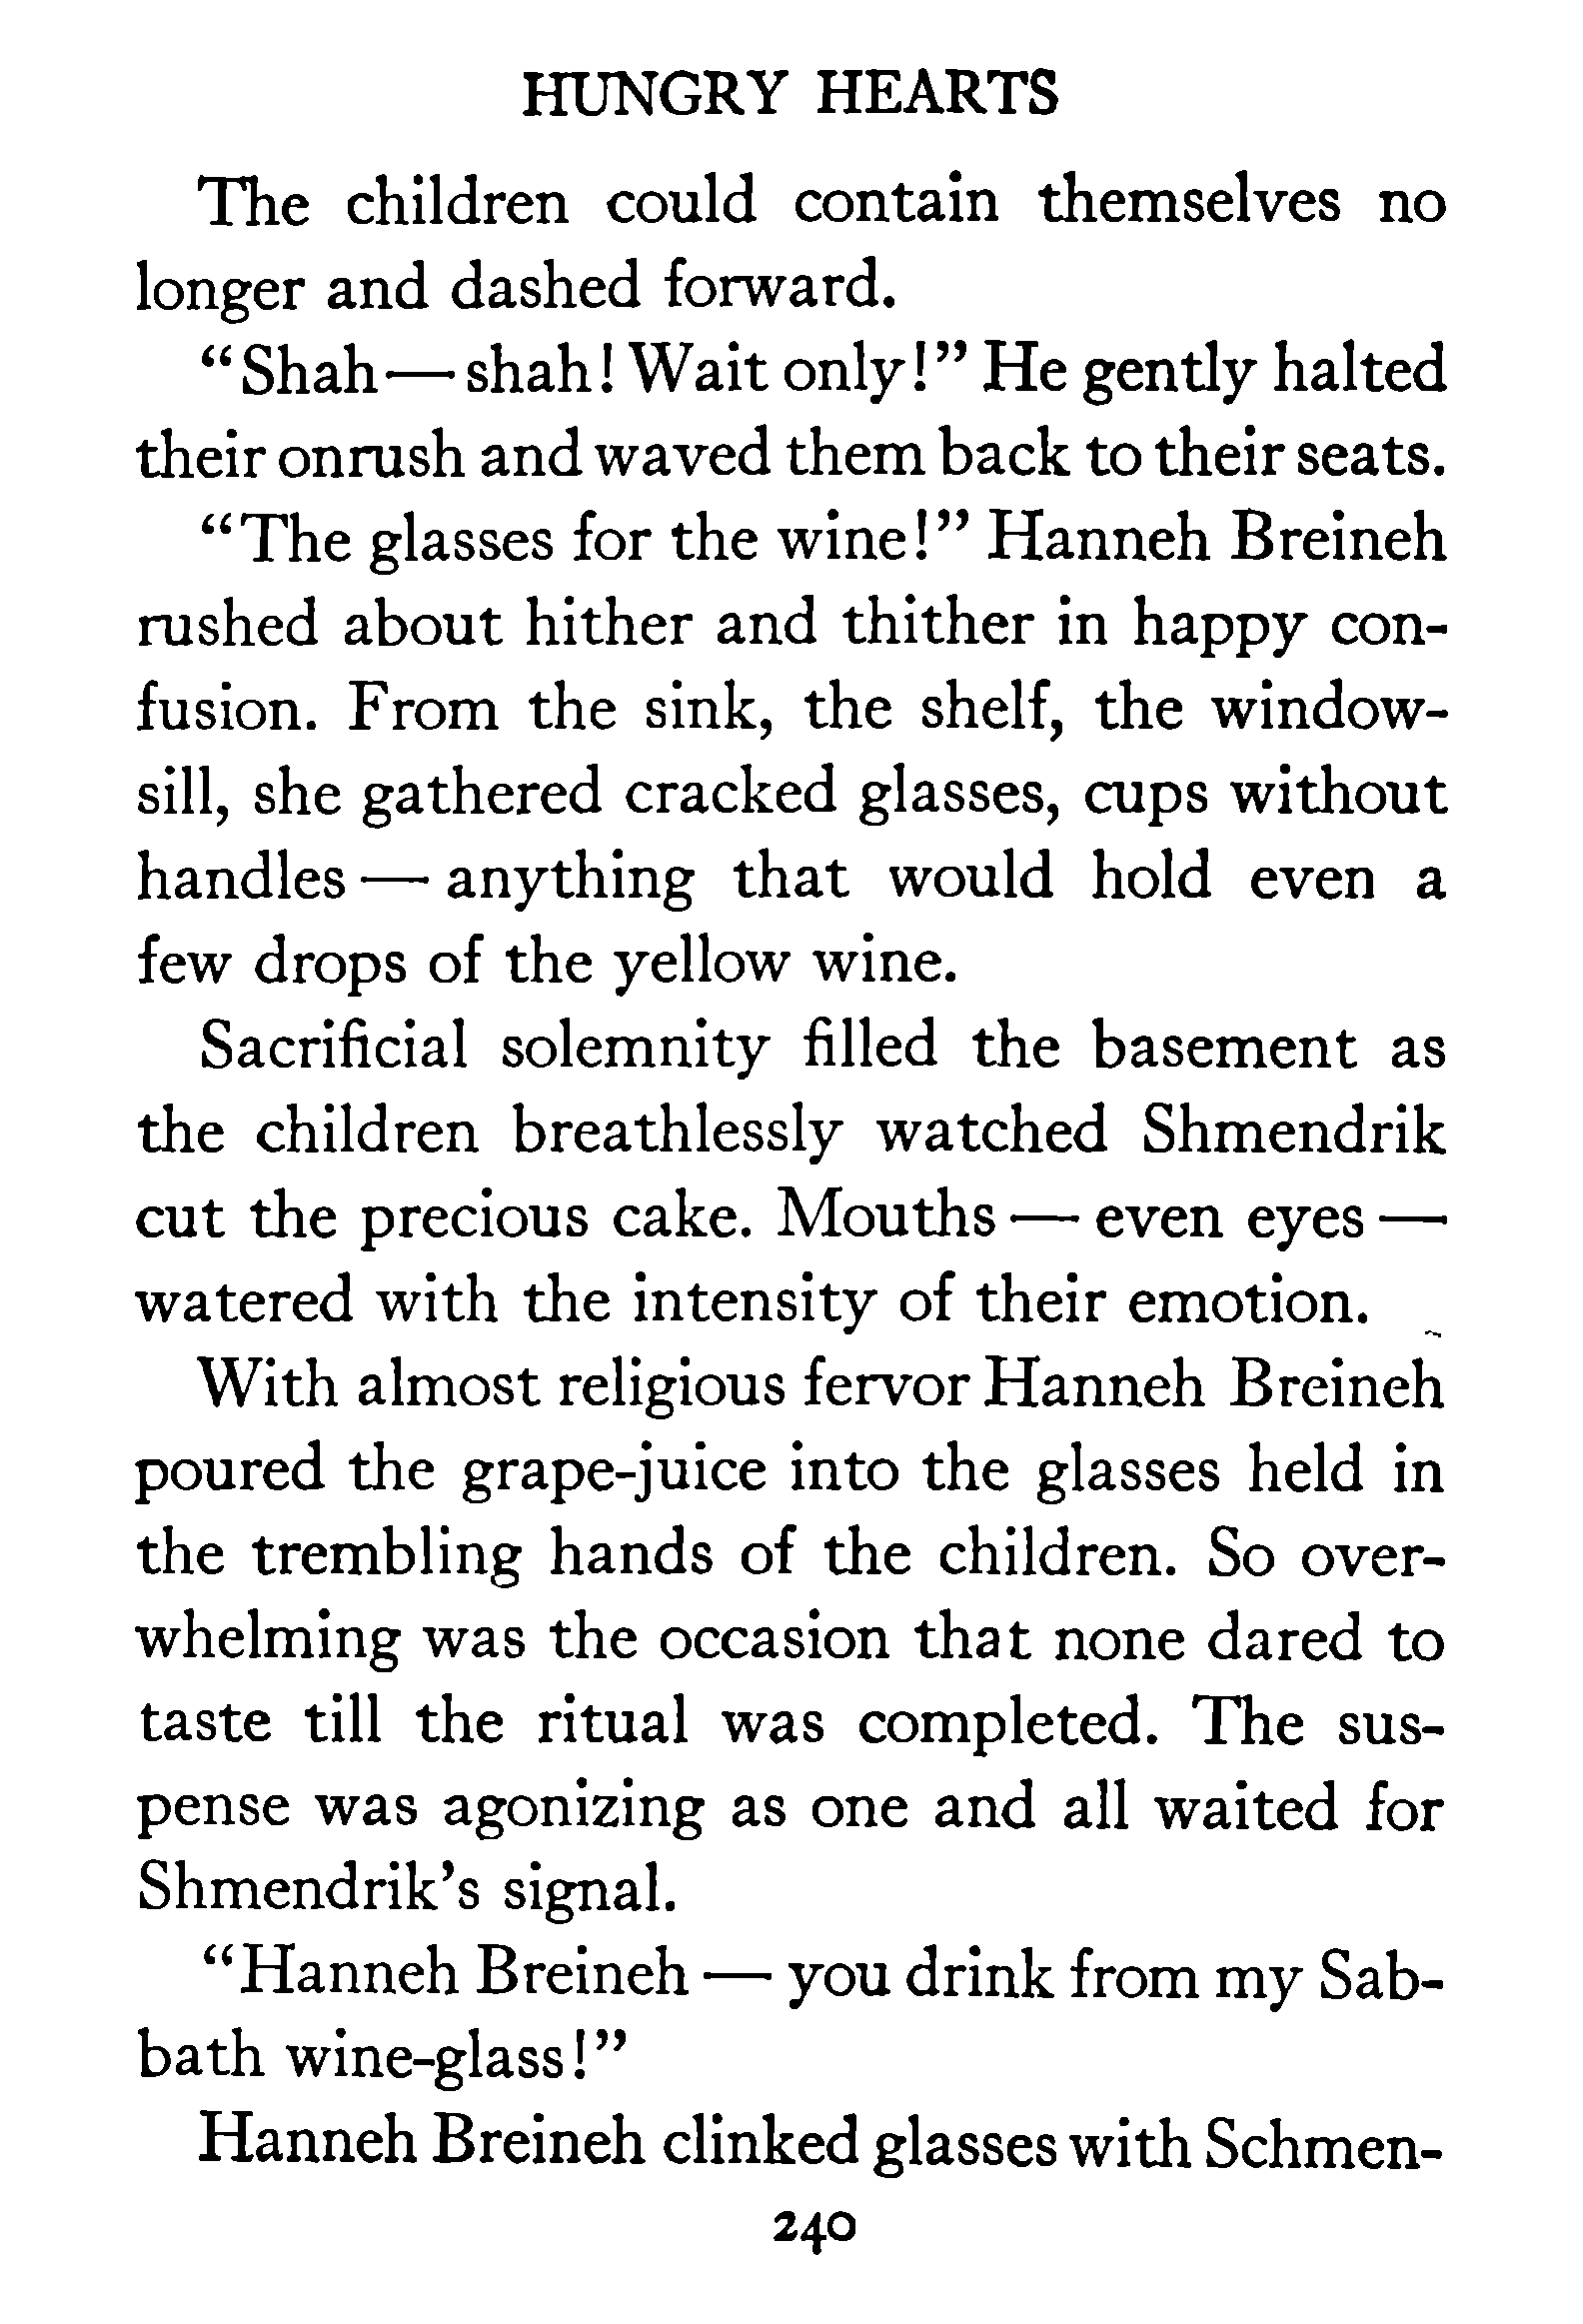 HUNGRY HEARTS
The children could contain themselves no
longer and dashed forward.
“Shah—shah! Wait only!” He gently halted
their onrush and waved them back to their seats.
“The glasses for the wine!” Hanneh Breineh
rushed about hither and thither in happy con-
fusion. From the sink, the shelf, the window-
sill, she gathered cracked glasses, cups without
handles — anything that would hold even a
few drops of the yellow wine.
Sacrificial solemnity filled the basement as
the children breathlessly watched Shmendrik
cut the precious cake. Mouths — even eyes —
watered with the intensity of their emotion.
With almost religious fervor Hanneh Breineh
poured the grape-juice into the glasses held in
the trembling hands of the children. So over-
whelming was the occasion that none dared to
taste till the ritual was completed. The sus-
pense was agonizing as one and all waited for
Shmendrik’s signal.
“Hanneh Breineh — you drink from my Sab-
bath wine-glass!”
Hanneh Breineh clinked glasses with Schmen-
240